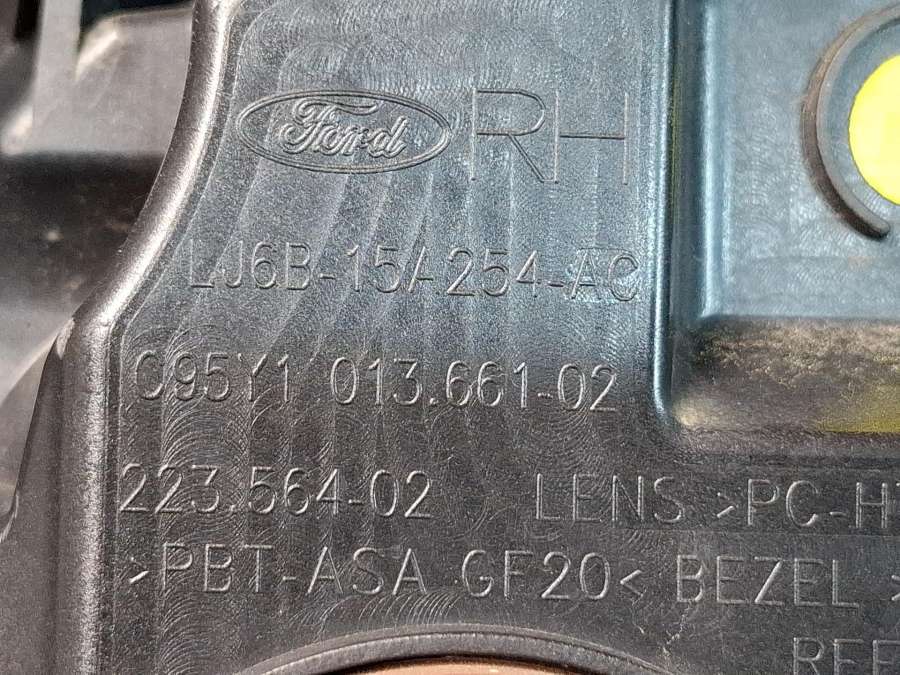 Ford RH
LJ6B-15A254-AC
C95Y1 013.661-02
223.564-02 LENS >PC-H
>PBT-ASA GF20< BEZEL >